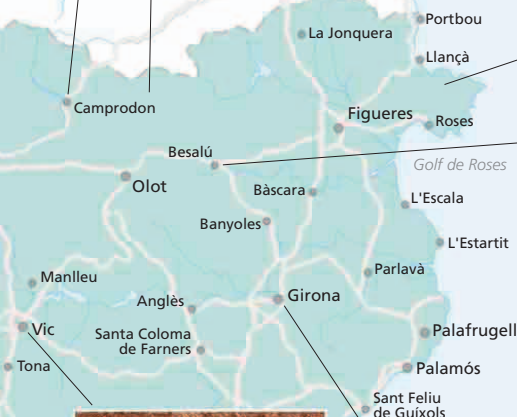 Portbou
La Jonquera
Llançà
Camprodon
Figueres
Roses
Besalú
Golf de Roses
Olot
Bàscara
L'Escala
Banyoles
L'Estartit
Parlavà
Manlleu
Anglès
Girona
Vic
Santa Coloma
de Farners
Palafrugell
Tona
Palamós
Sant Feliu
de Guíxols